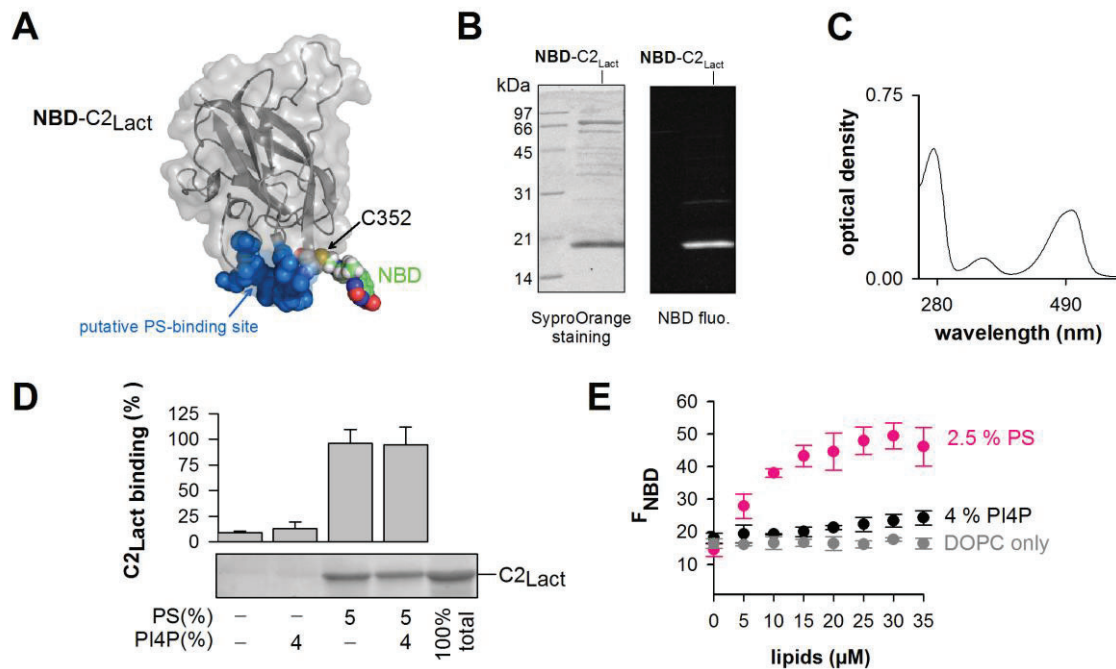 A
NBD-C2Lact
C352
NBD
putative PS-binding site
B
NBD-C2Lact
NBD-C2Lact
kDa
97
66
45
31
21
14
SyproOrange
staining
NBD fluo.
C
optical density
0.75
0.00
280
490
wavelength (nm)
D
C2Lact binding (%)
125
100
75
50
25
0
C2Lact
PS(%) – – 5 5
PI4P(%) – 4 – 4
100%
total
E
FNBD
60
50
40
30
20
10
2.5 % PS
4 % PI4P
DOPC only
0 5 10 15 20 25 30 35
lipids (µM)